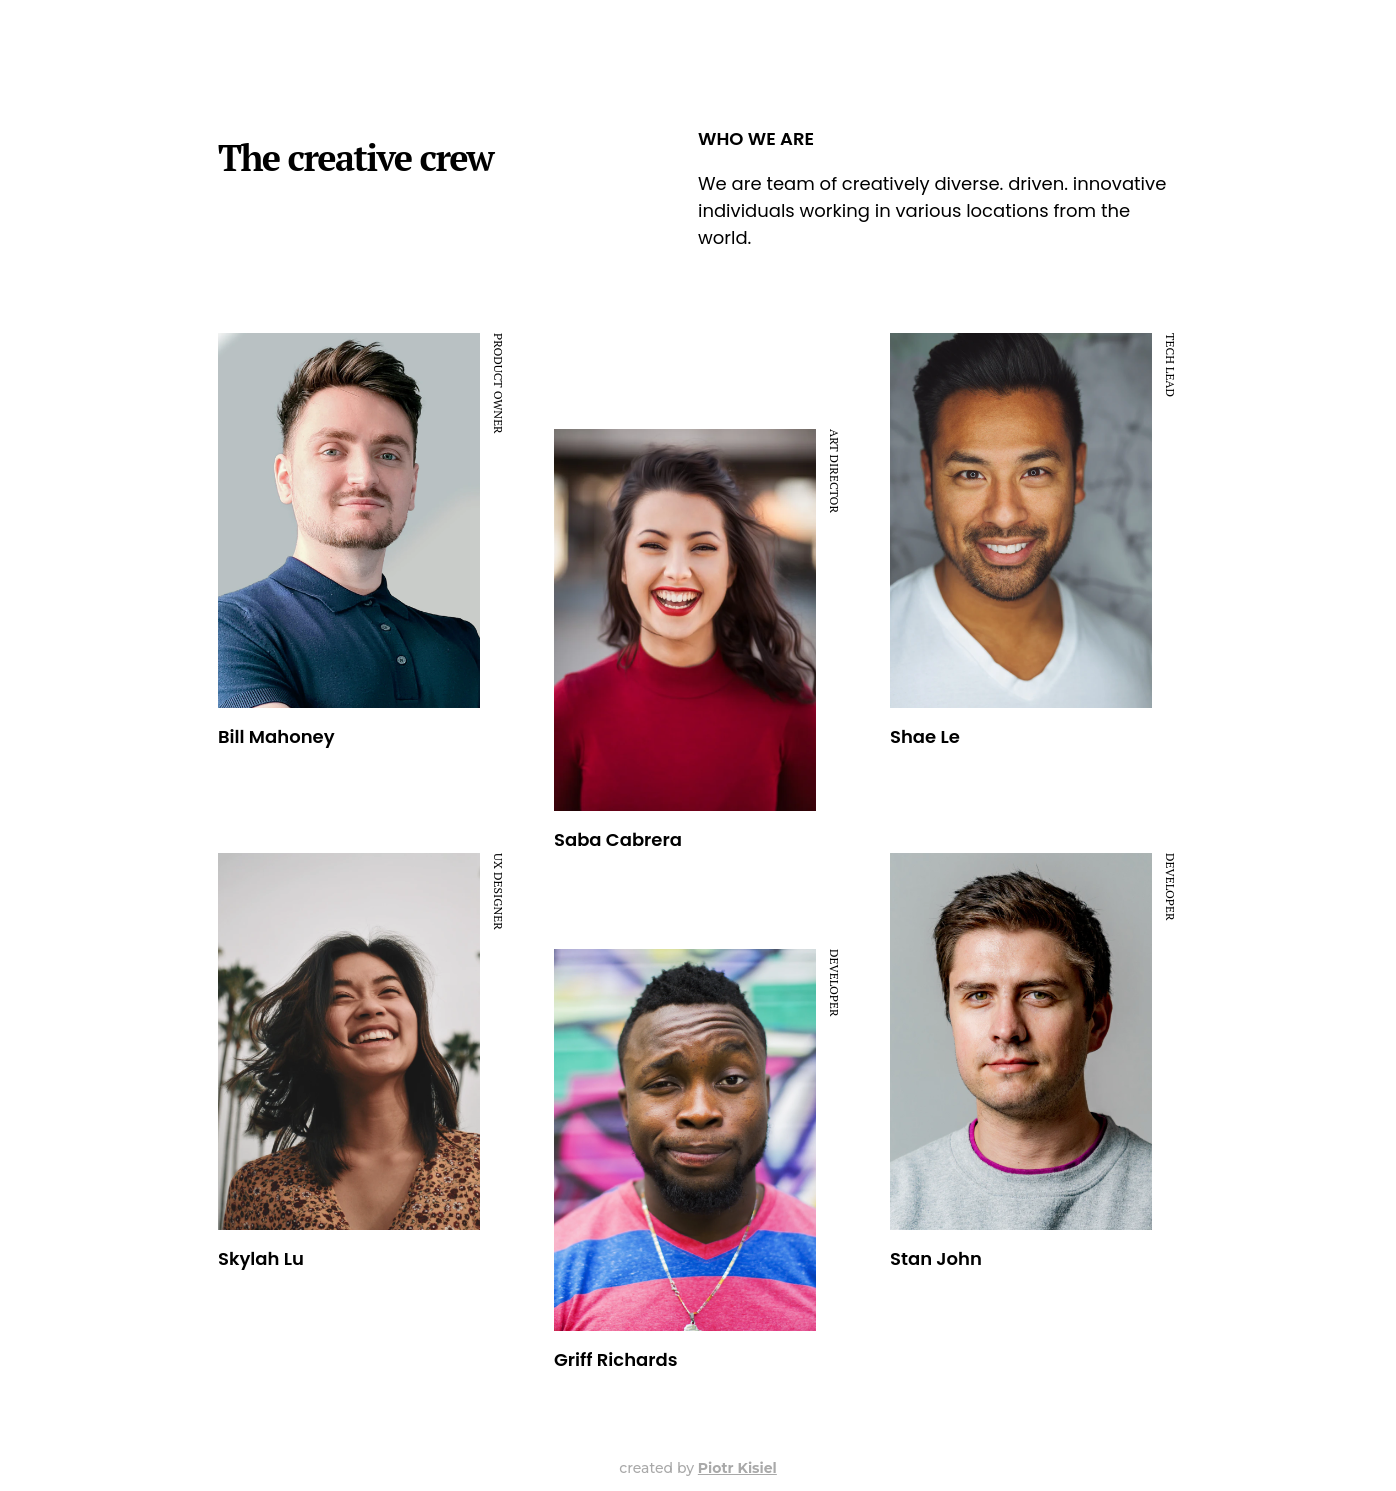 The creative crew
WHO WE ARE
We are team of creatively diverse. driven. innovative
individuals working in various locations from the
world.
PRODUCT OWNER
Bill Mahoney
ART DIRECTOR
Saba Cabrera
TECH LEAD
Shae Le
UX DESIGNER
Skylah Lu
DEVELOPER
Griff Richards
DEVELOPER
Stan John
created by Piotr Kisiel